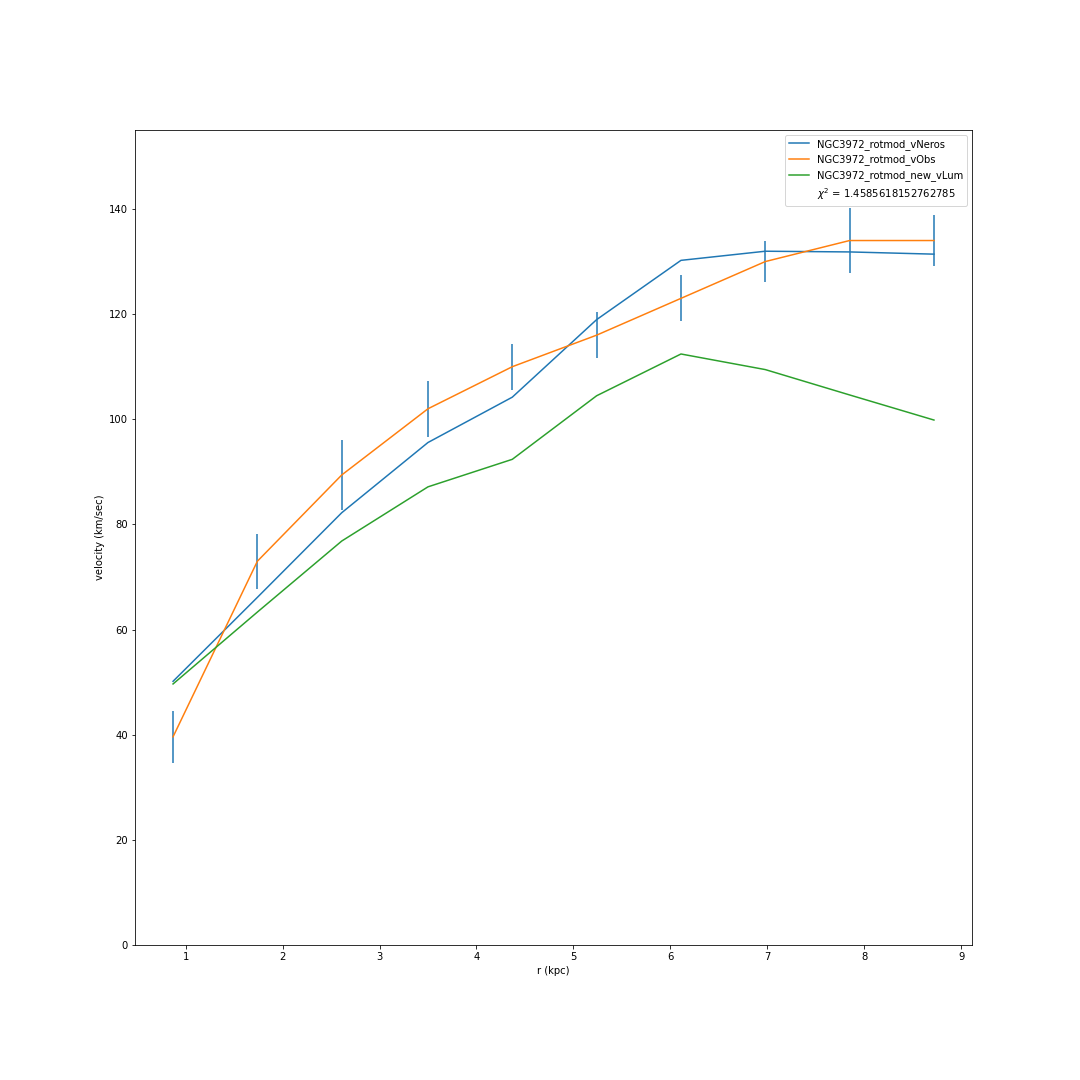 NGC3972_rotmod_vNeros
NGC3972_rotmod_vObs
NGC3972_rotmod_new_vLum
χ² = 1.4585618152762785
velocity (km/sec)
140
120
100
80
60
40
20
0
1 2 3 4 5 6 7 8 9
r (kpc)